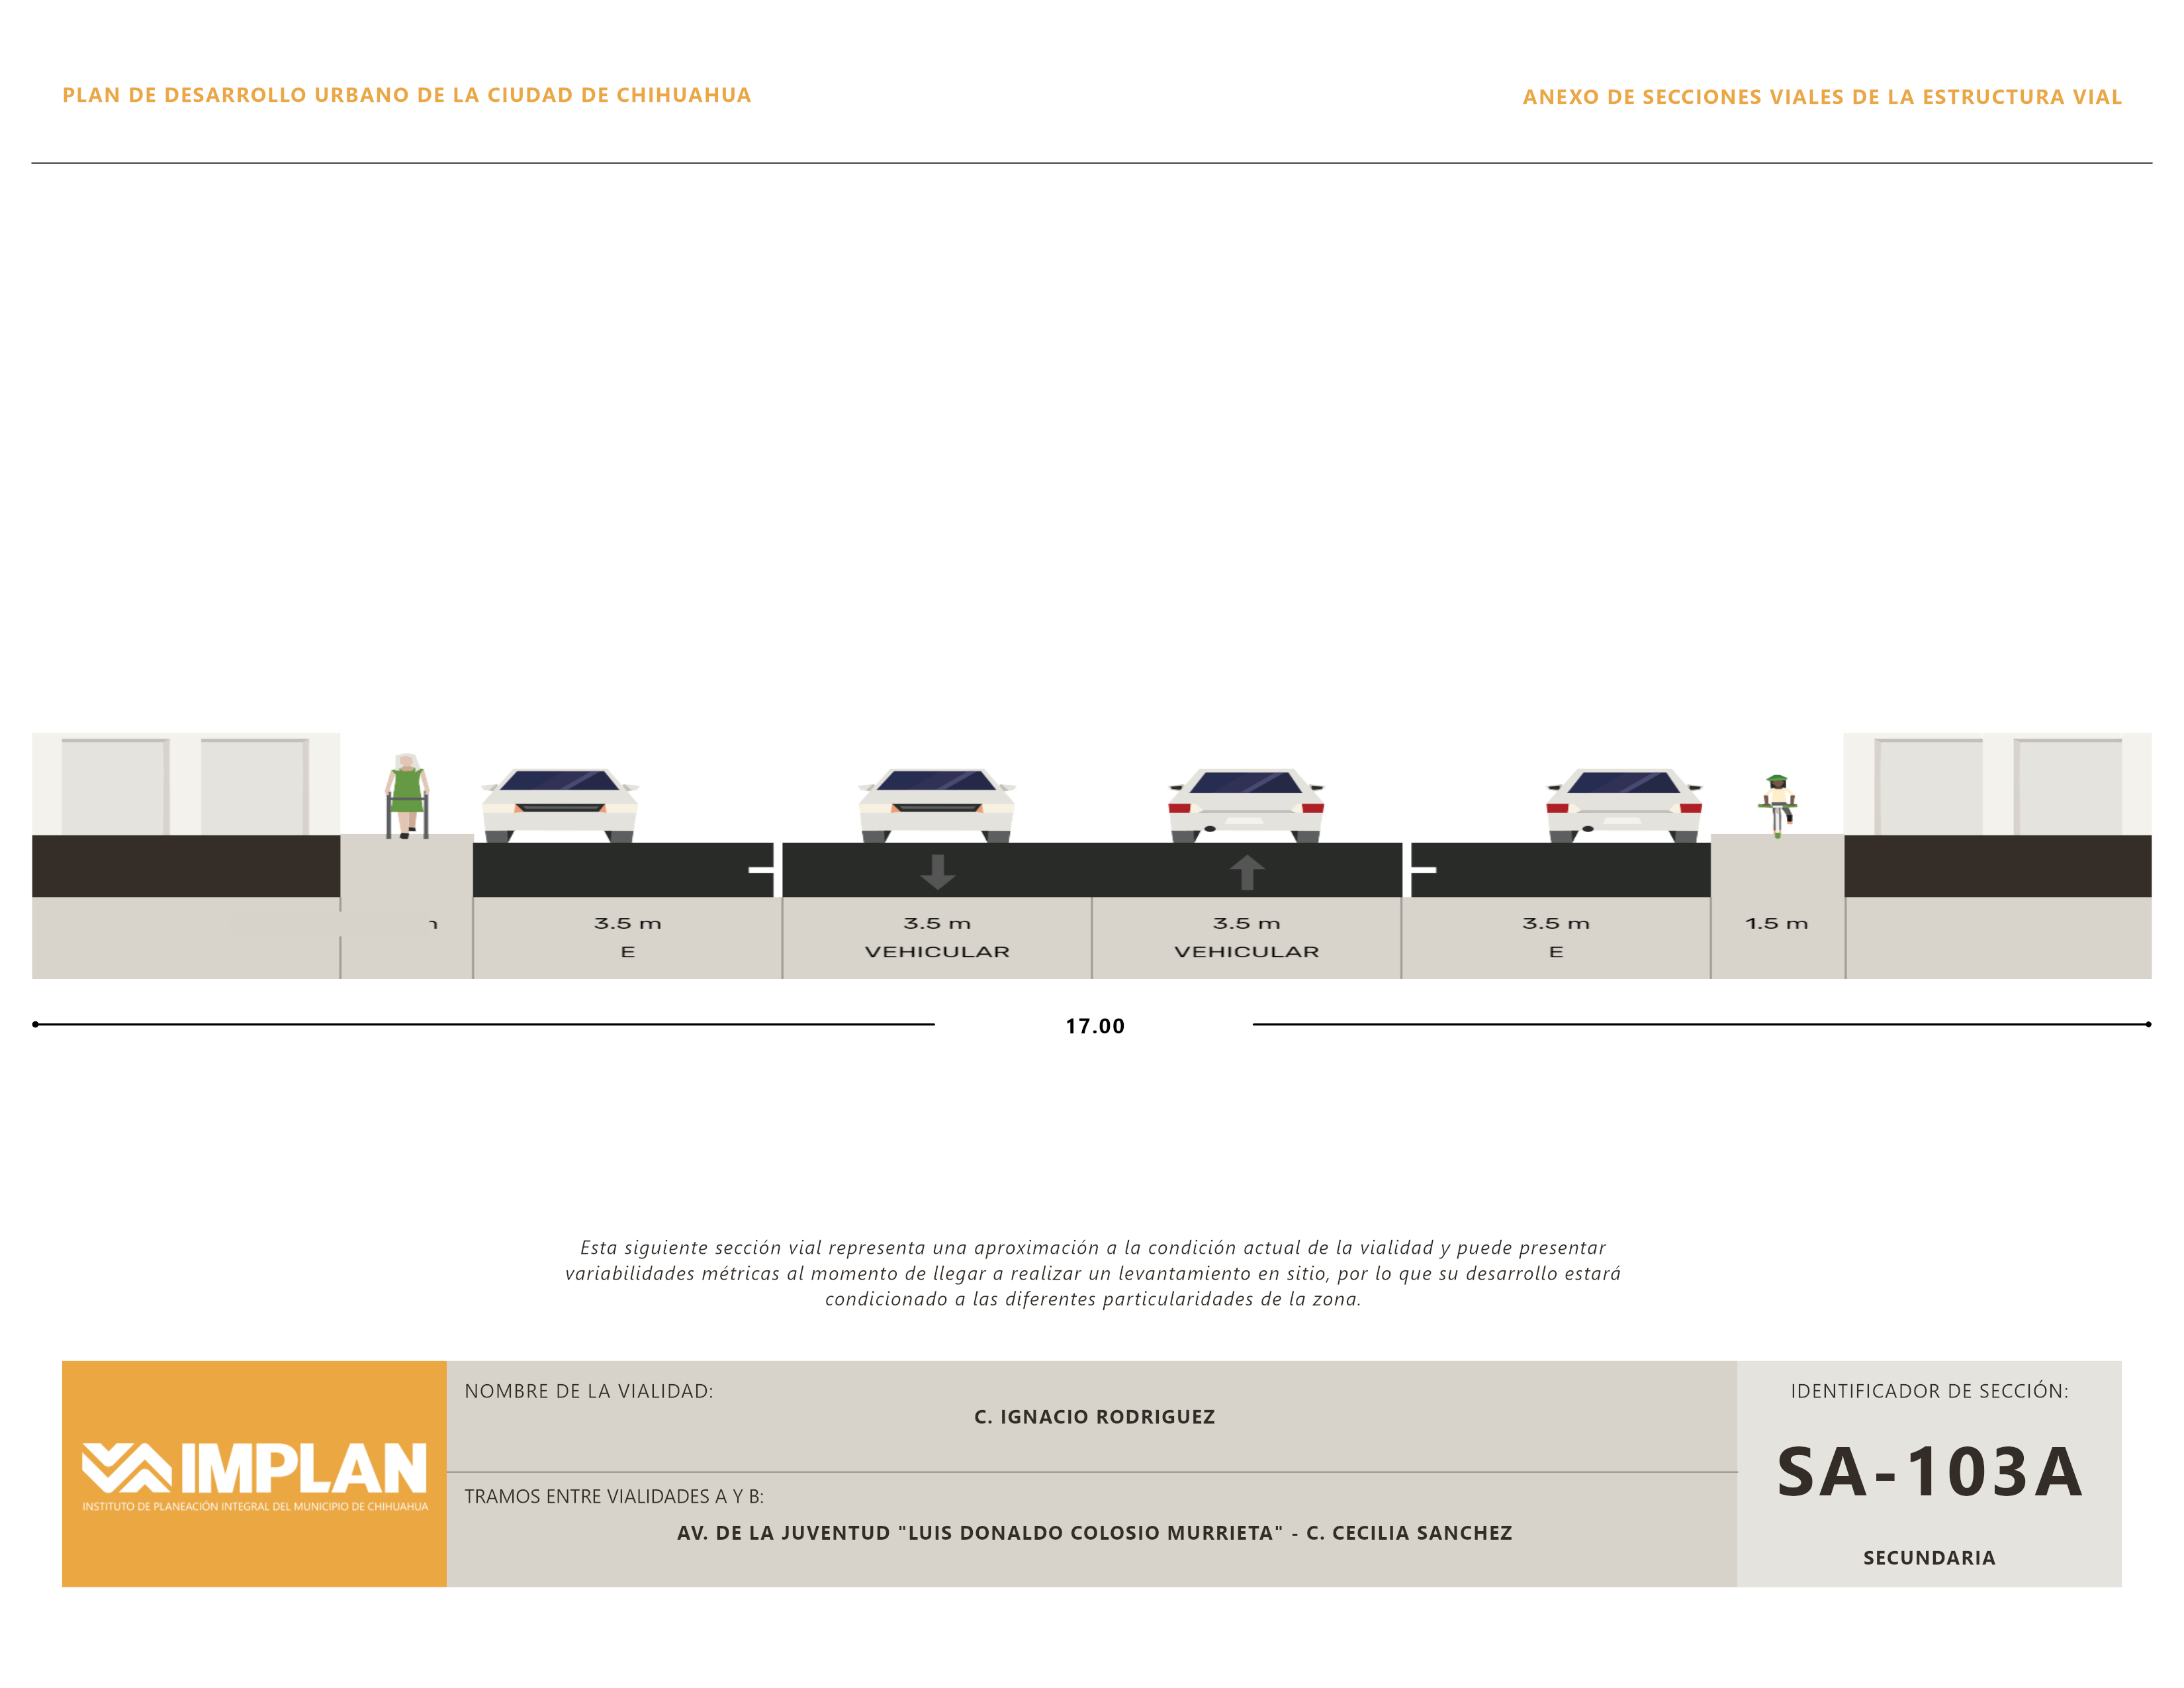 PLAN DE DESARROLLO URBANO DE LA CIUDAD DE CHIHUAHUA
ANEXO DE SECCIONES VIALES DE LA ESTRUCTURA VIAL
3.5 m
3.5 m
3.5 m
3.5 m
1.5 m
E
VEHICULAR
VEHICULAR
E
17.00
Esta siguiente sección vial representa una aproximación a la condición actual de la vialidad y puede presentar
variabilidades métricas al momento de llegar a realizar un levantamiento en sitio, por lo que su desarrollo estará
condicionado a las diferentes particularidades de la zona.
IMPLAN
INSTITUTO DE PLANEACIÓN INTEGRAL DEL MUNICIPIO DE CHIHUAHUA
NOMBRE DE LA VIALIDAD:
C. IGNACIO RODRIGUEZ
TRAMOS ENTRE VIALIDADES A Y B:
AV. DE LA JUVENTUD "LUIS DONALDO COLOSIO MURRIETA" - C. CECILIA SANCHEZ
IDENTIFICADOR DE SECCIÓN:
SA-103A
SECUNDARIA